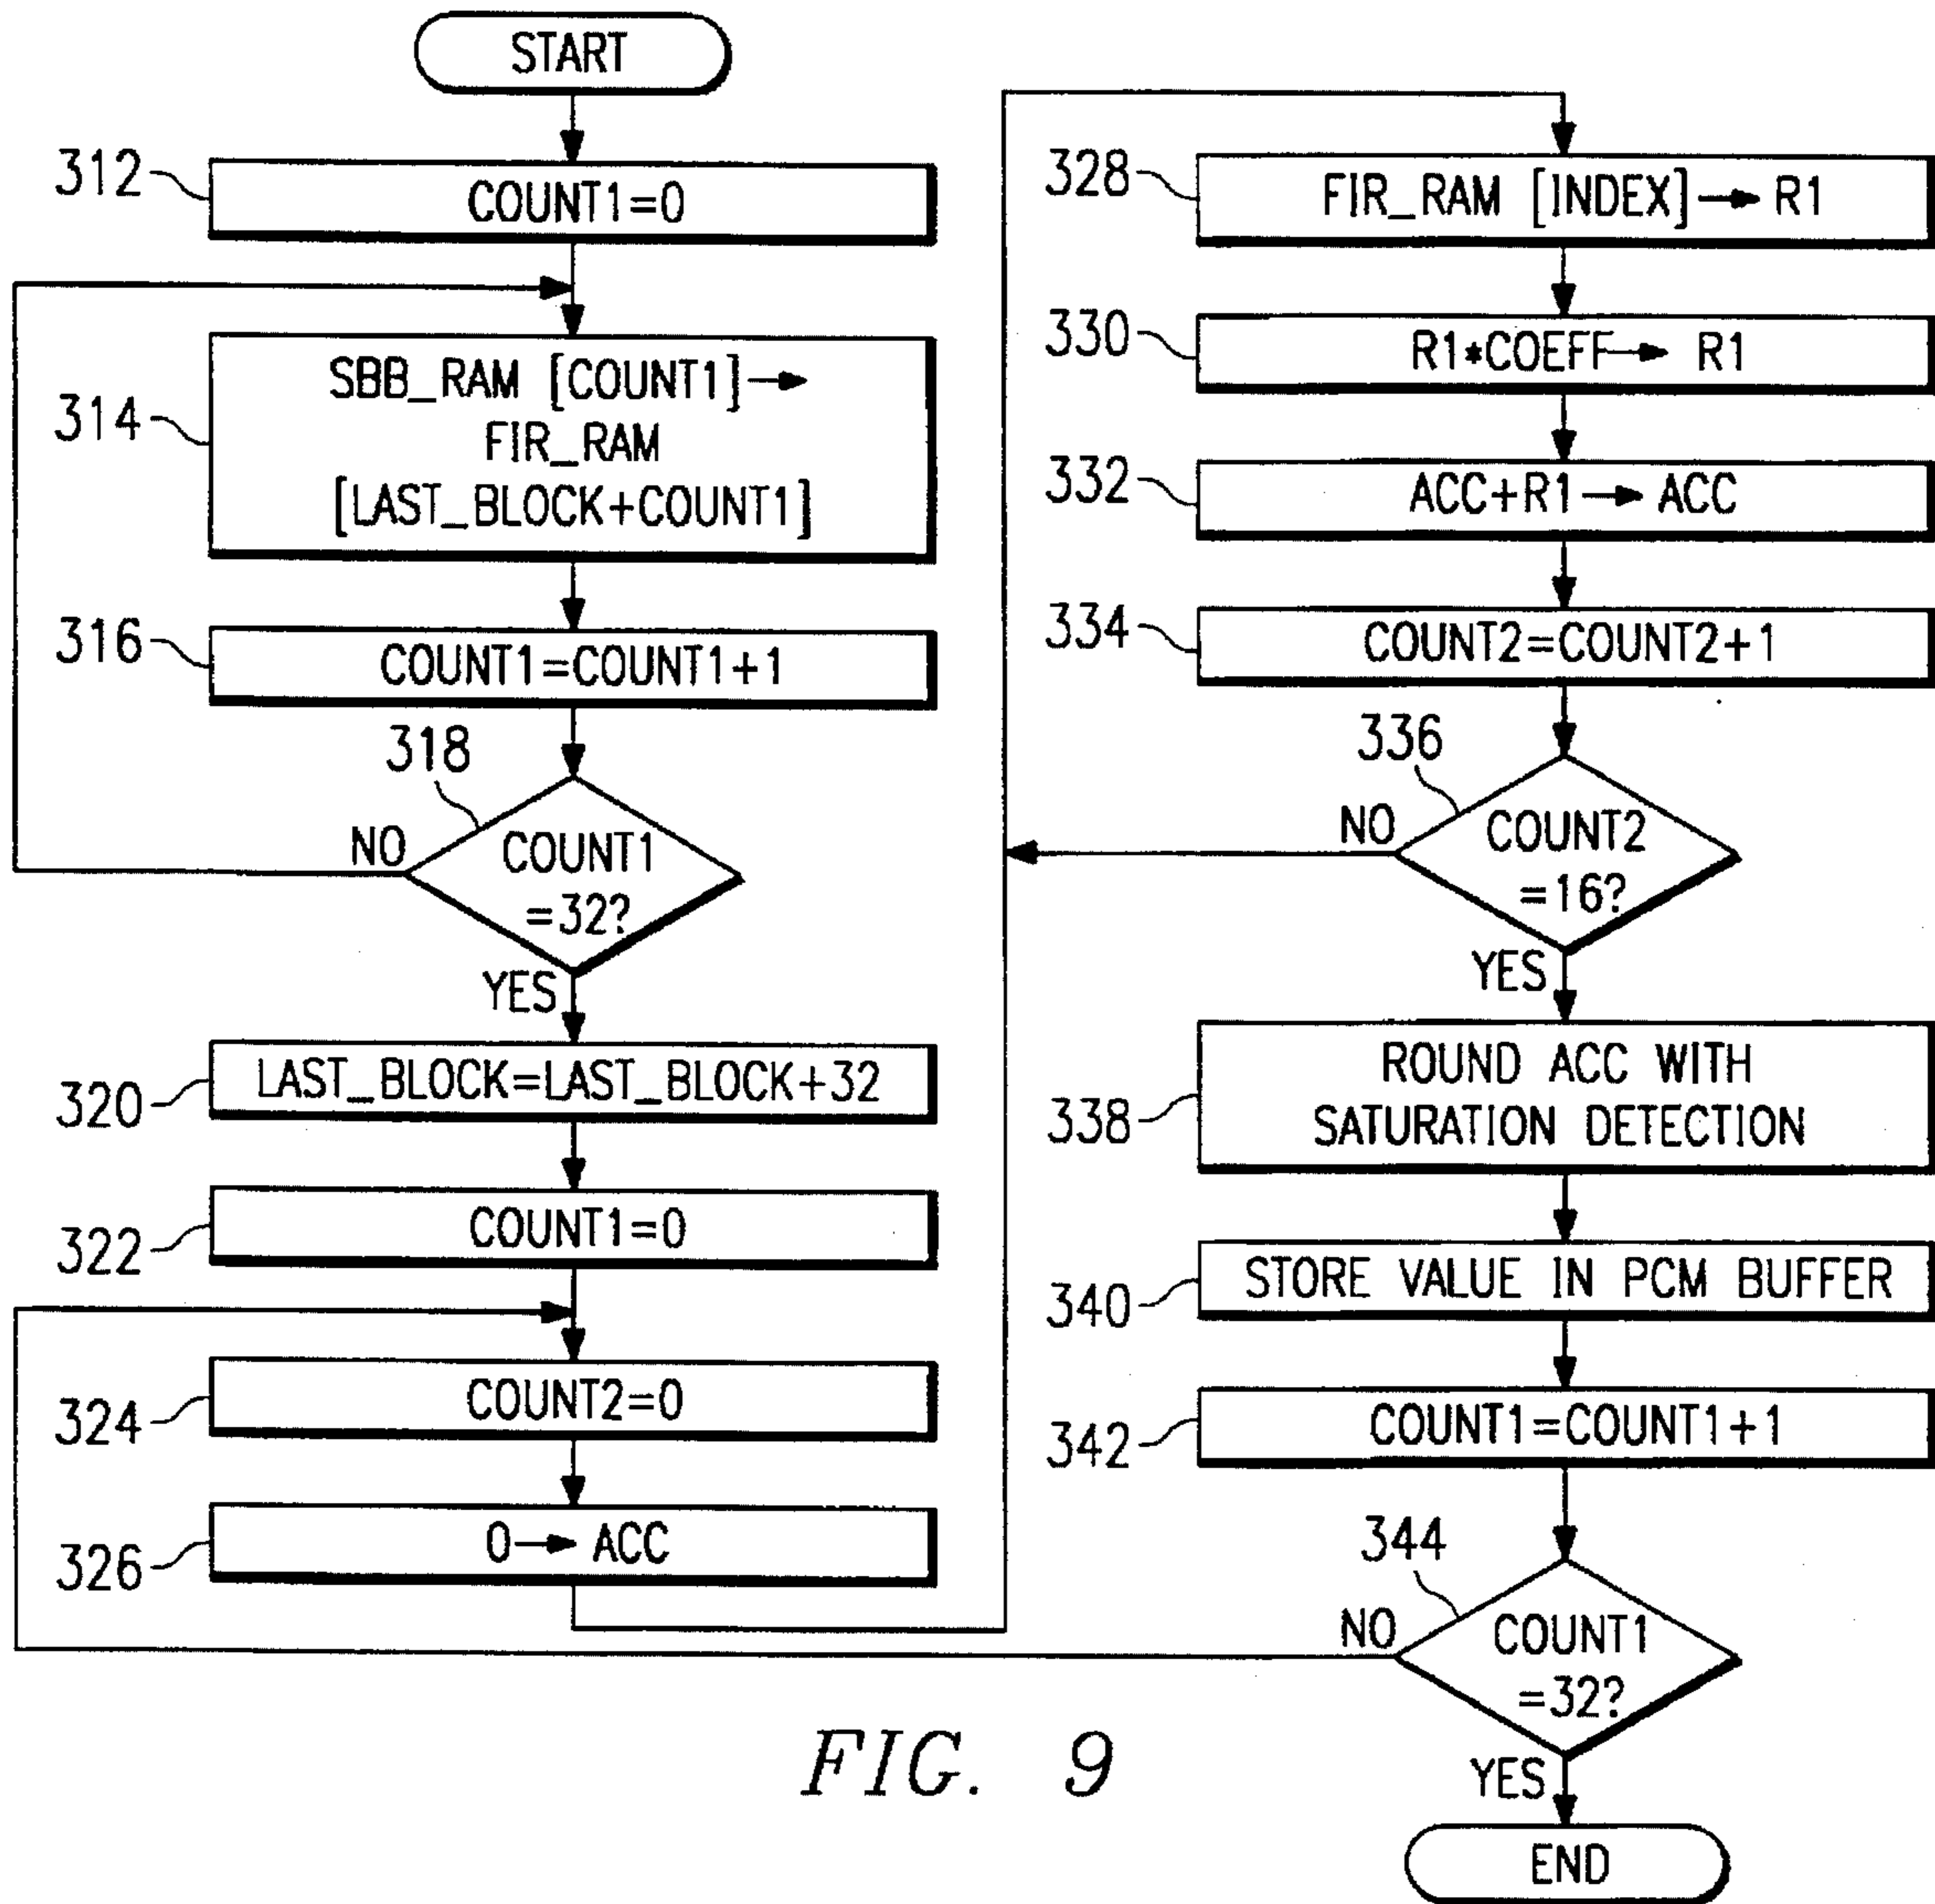 START
312
COUNT1=0
314
SBB_RAM [COUNT1]→
FIR_RAM
[LAST_BLOCK+COUNT1]
316
COUNT1=COUNT1+1
318
COUNT1
=32?
NO
YES
320
LAST_BLOCK=LAST_BLOCK+32
322
COUNT1=0
324
COUNT2=0
326
0→ ACC
328
FIR_RAM [INDEX]→ R1
330
R1*COEFF→ R1
332
ACC+R1→ ACC
334
COUNT2=COUNT2+1
336
COUNT2
=16?
NO
YES
338
ROUND ACC WITH
SATURATION DETECTION
340
STORE VALUE IN PCM BUFFER
342
COUNT1=COUNT1+1
344
COUNT1
=32?
NO
YES
END
FIG. 9